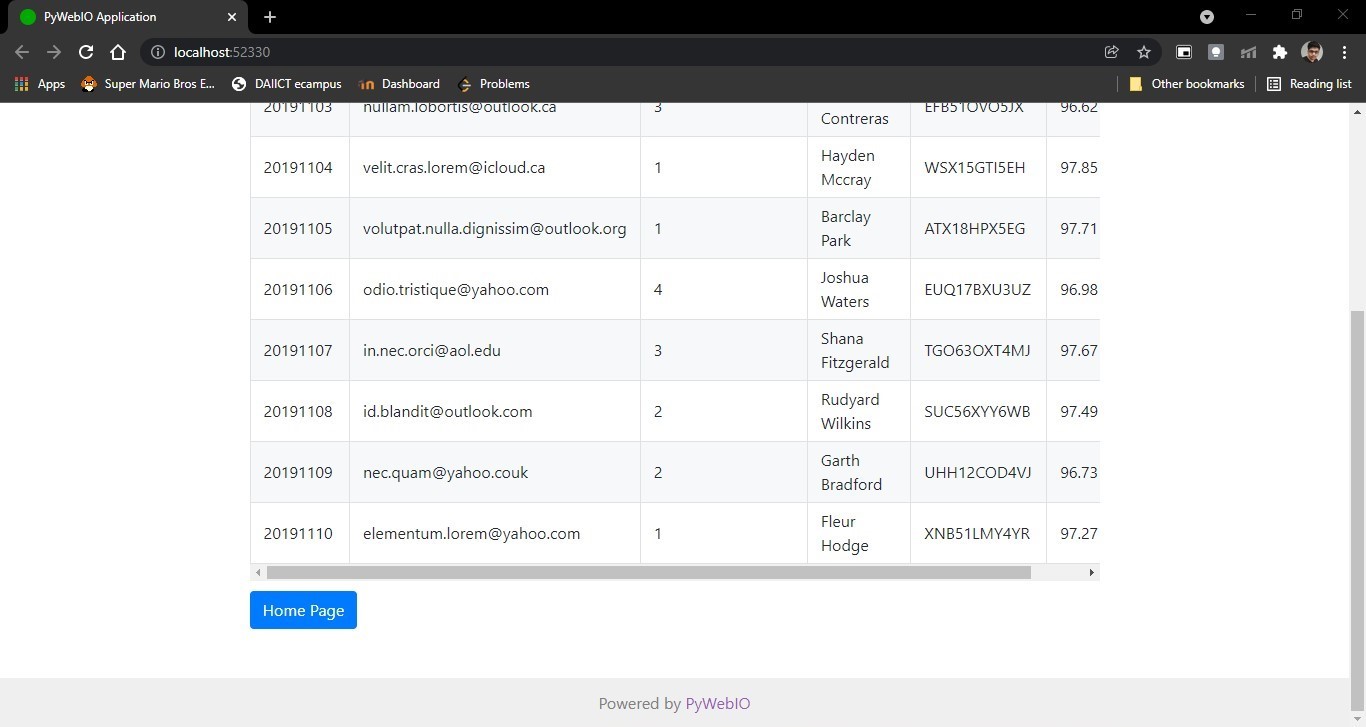 PyWebIO Application
localhost:52330
Apps Super Mario Bros E... DAIICT ecampus Dashboard Problems Other bookmarks Reading list
20191103 nullam.lobortis@outlook.ca 3 Contreras EFB51OVO5JX 96.62
20191104 velit.cras.lorem@icloud.ca 1 Hayden Mccray WSX15GTI5EH 97.85
20191105 volutpat.nulla.dignissim@outlook.org 1 Barclay Park ATX18HPX5EG 97.71
20191106 odio.tristique@yahoo.com 4 Joshua Waters EUQ17BXU3UZ 96.98
20191107 in.nec.orci@aol.edu 3 Shana Fitzgerald TGO63OXT4MJ 97.67
20191108 id.blandit@outlook.com 2 Rudyard Wilkins SUC56XYY6WB 97.49
20191109 nec.quam@yahoo.couk 2 Garth Bradford UHH12COD4VJ 96.73
20191110 elementum.lorem@yahoo.com 1 Fleur Hodge XNB51LMY4YR 97.27
Home Page
Powered by PyWebIO